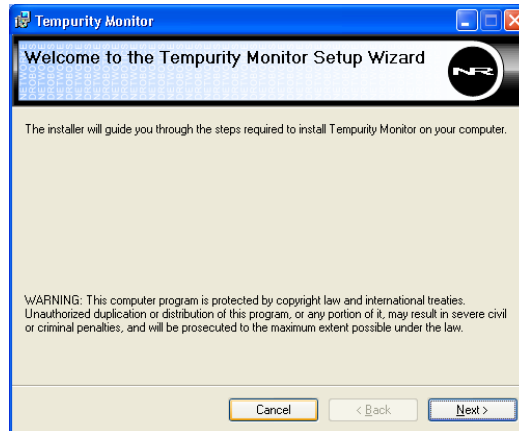 Tempurity Monitor
Welcome to the Tempurity Monitor Setup Wizard
NR
The installer will guide you through the steps required to install Tempurity Monitor on your computer.
WARNING: This computer program is protected by copyright law and international treaties.
Unauthorized duplication or distribution of this program, or any portion of it, may result in severe civil
or criminal penalties, and will be prosecuted to the maximum extent possible under the law.
Cancel
< Back
Next >